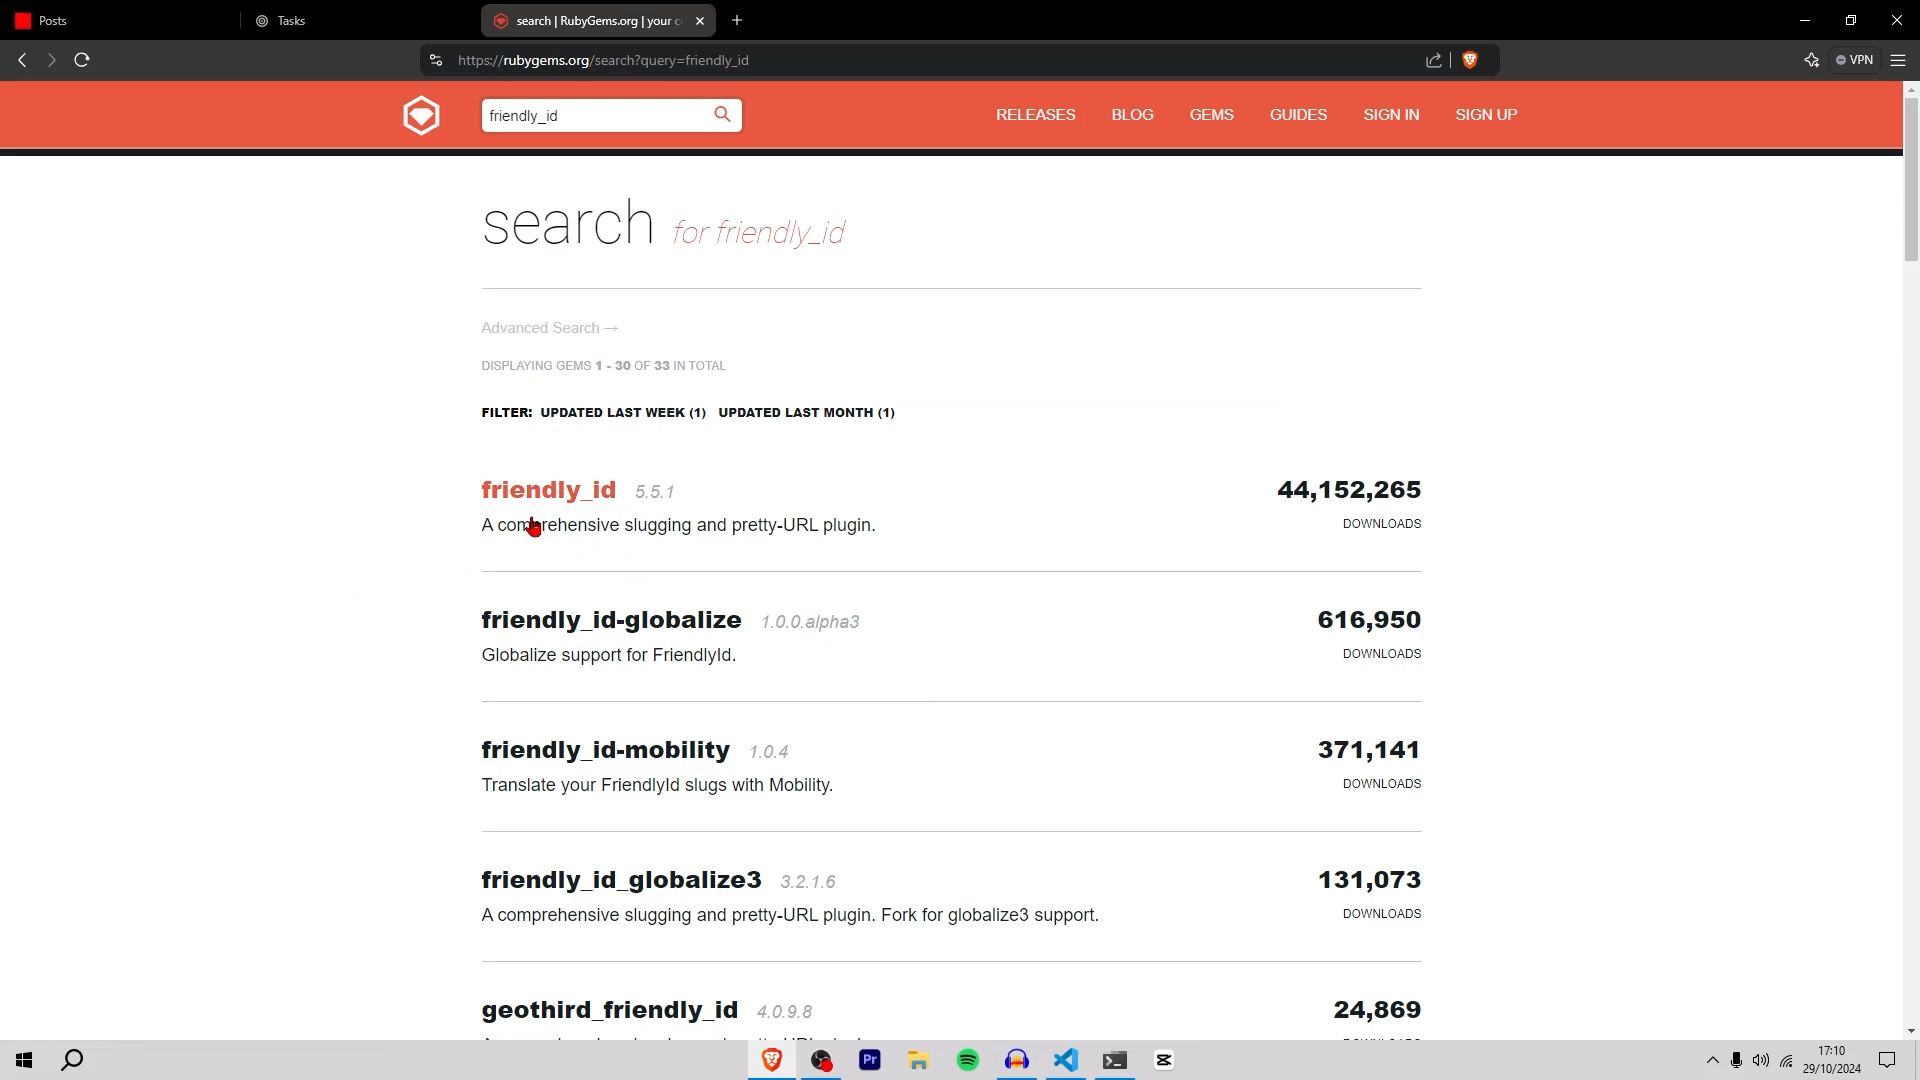 Posts
Tasks
search | RubyGems.org | your c
https://rubygems.org/search?query=friendly_id
VPN
friendly_id
RELEASES
BLOG
GEMS
GUIDES
SIGN IN
SIGN UP
search for friendly_id
Advanced Search →
DISPLAYING GEMS 1 - 30 OF 33 IN TOTAL
FILTER: UPDATED LAST WEEK (1) UPDATED LAST MONTH (1)
friendly_id 5.5.1
44,152,265
A comprehensive slugging and pretty-URL plugin.
DOWNLOADS
friendly_id-globalize 1.0.0.alpha3
616,950
Globalize support for FriendlyId.
DOWNLOADS
friendly_id-mobility 1.0.4
371,141
Translate your FriendlyId slugs with Mobility.
DOWNLOADS
friendly_id_globalize3 3.2.1.6
131,073
A comprehensive slugging and pretty-URL plugin. Fork for globalize3 support.
DOWNLOADS
geothird_friendly_id 4.0.9.8
24,869
Pr
17:10
29/10/2024